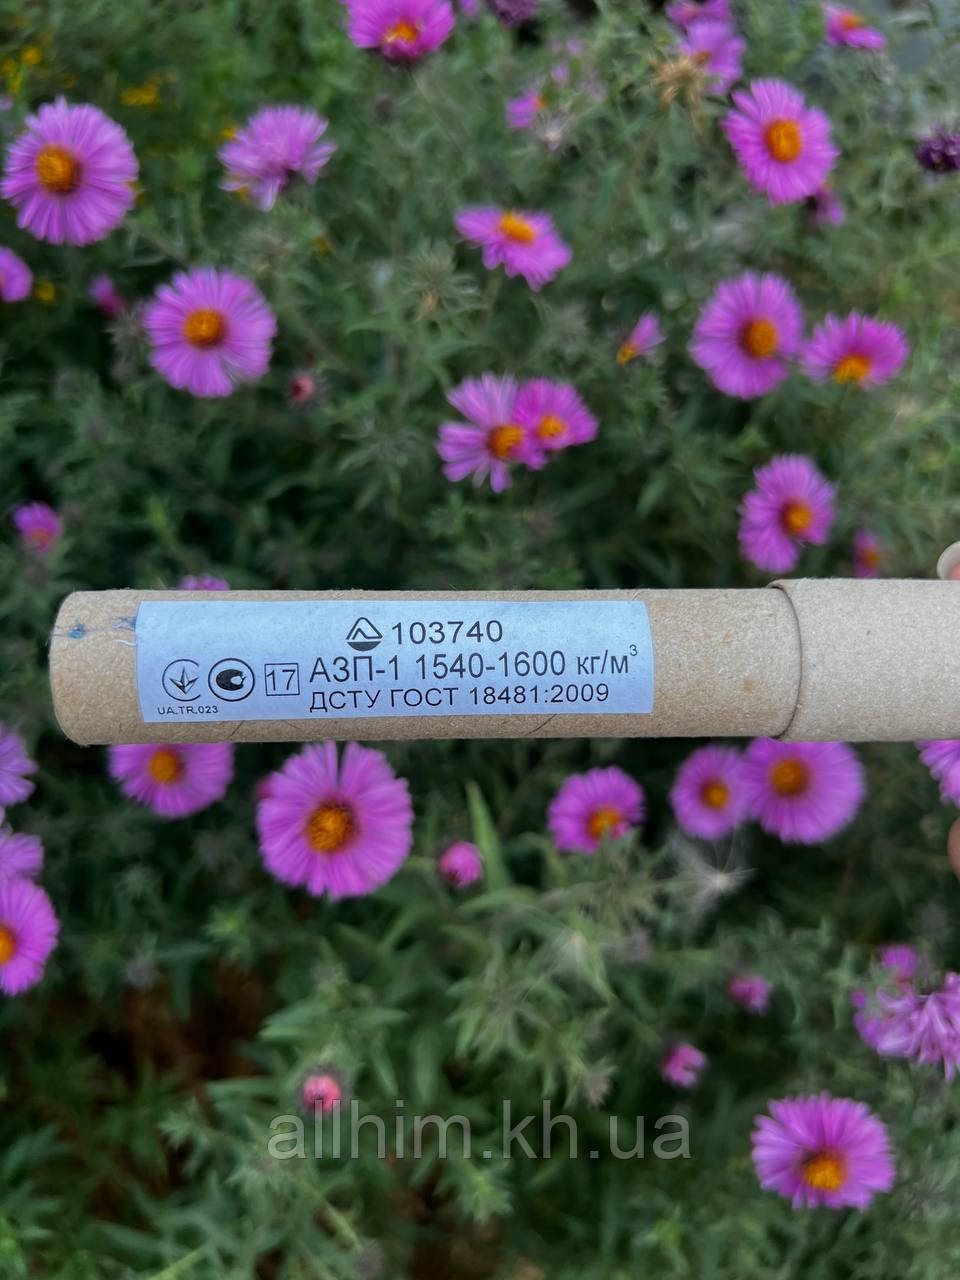 103740
17 АЗП-1 1540-1600 кг/м³
ДСТУ ГОСТ 18481:2009
UA.TR.023
allhim.kh.ua